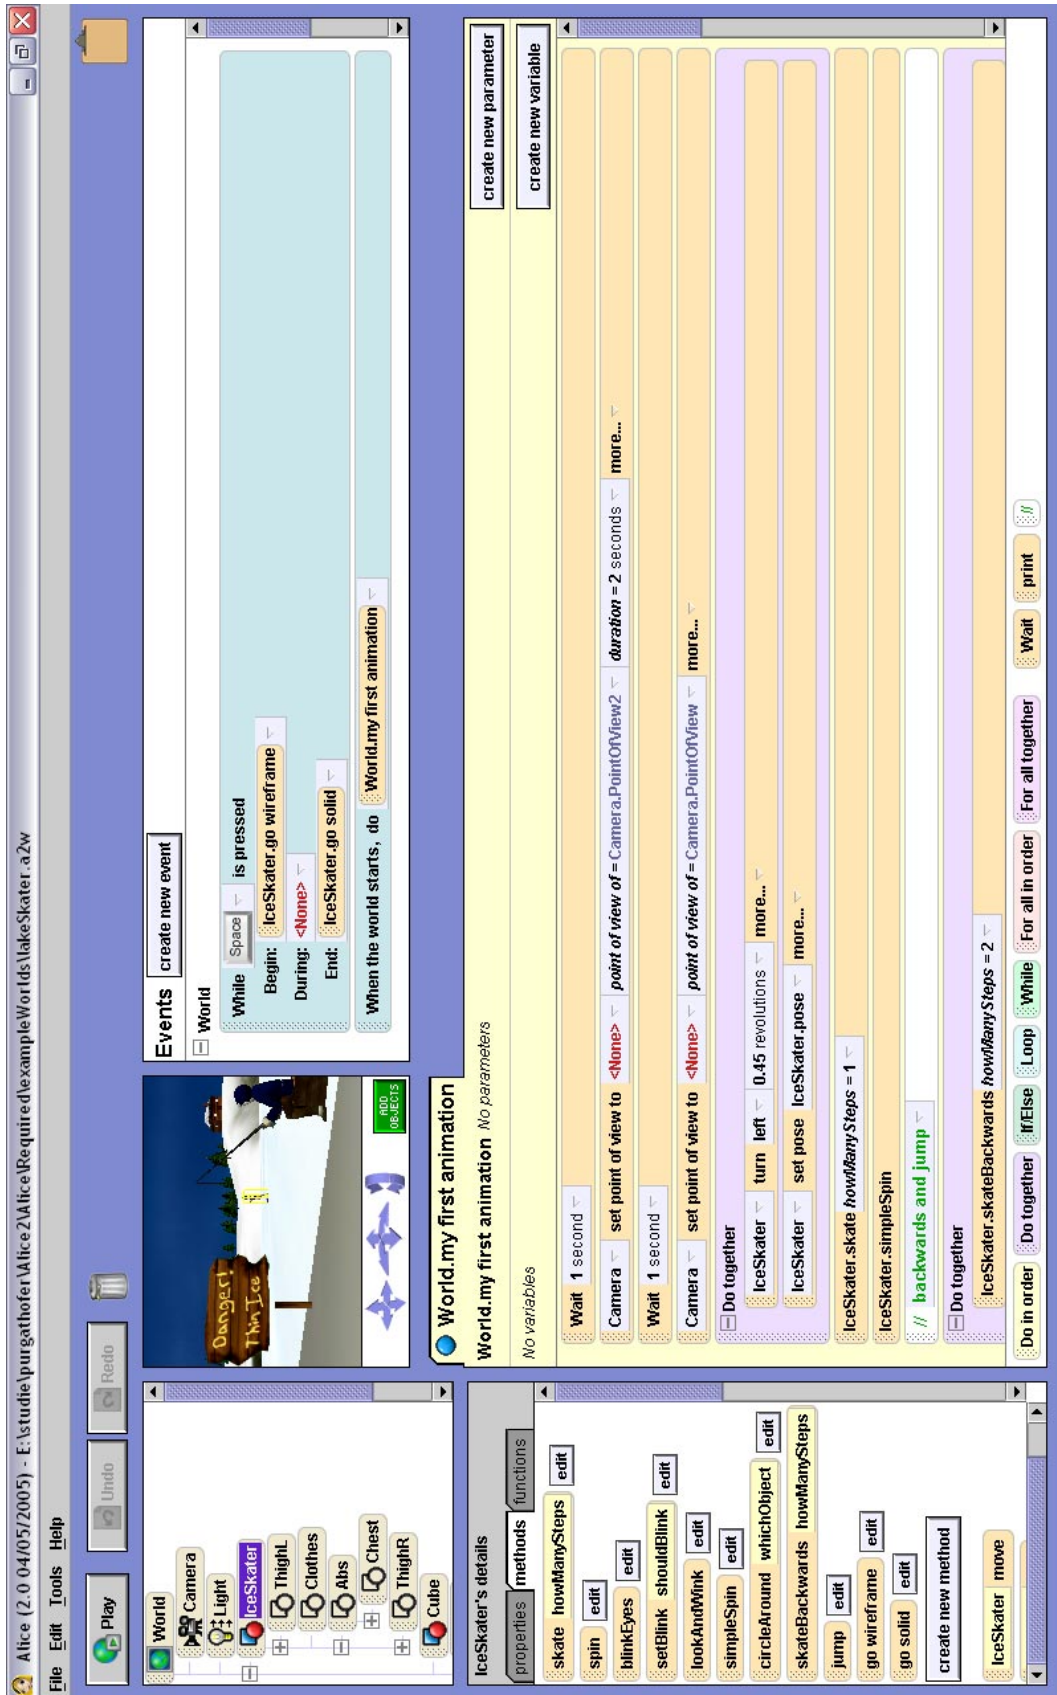 Alice (2.0 04/05/2005) - E:\studie\purgathofer\Alice2\Alice\Required\exampleWorlds\lakeSkater.a2w
File Edit Tools Help
Play Undo Redo
World
Camera
Light
IceSkater
ThighL
Clothes
Abs
Chest
ThighR
Cube
Danger!
Thin Ice
ADD
OBJECTS
Events create new event
World
While Space is pressed
Begin: IceSkater.go wireframe
During: <None>
End: IceSkater.go solid
When the world starts, do World.my first animation
IceSkater's details
properties methods functions
skate howManySteps edit
spin edit
blinkEyes edit
setBlink shouldBlink edit
lookAndWink edit
simpleSpin edit
circleAround whichObject edit
skateBackwards howManySteps
jump edit
go wireframe edit
go solid edit
create new method
IceSkater move
World.my first animation
World.my first animation No parameters create new parameter
No variables create new variable
Wait 1 second
Camera set point of view to <None> point of view of = Camera.PointOfView2 duration = 2 seconds more...
Wait 1 second
Camera set point of view to <None> point of view of = Camera.PointOfView more...
Do together
IceSkater turn left 0.45 revolutions more...
IceSkater set pose IceSkater.pose more...
IceSkater.skate howManySteps = 1
IceSkater.simpleSpin
// backwards and jump
Do together
IceSkater.skateBackwards howManySteps = 2
Do in order Do together If/Else Loop While For all in order For all together Wait print //